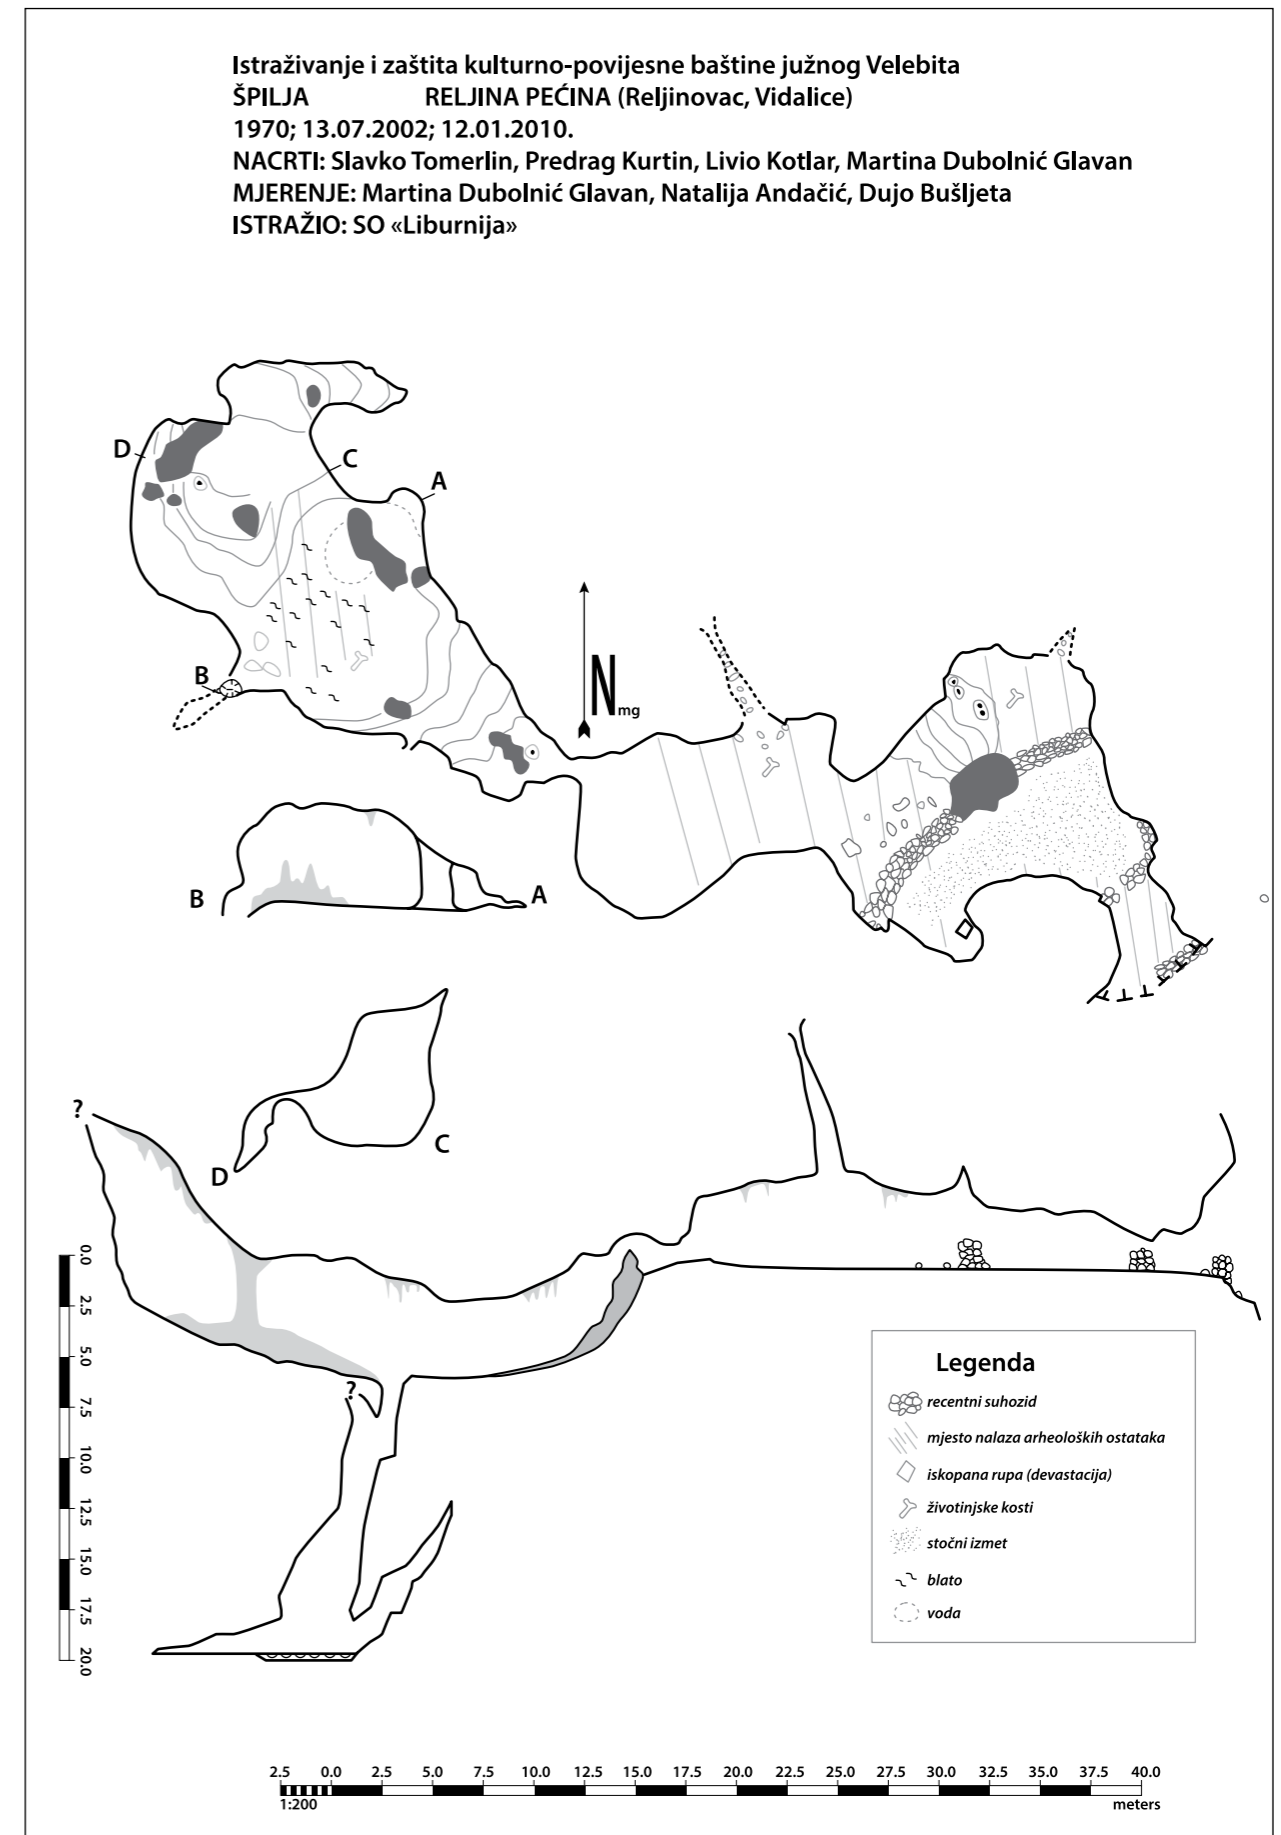 Istraživanje i zaštita kulturno-povijesne baštine južnog Velebita
ŠPILJA RELJINA PEĆINA (Reljinovac, Vidalice)
1970; 13.07.2002; 12.01.2010.
NACRTI: Slavko Tomerlin, Predrag Kurtin, Livio Kotlar, Martina Dubolnić Glavan
MJERENJE: Martina Dubolnić Glavan, Natalija Andačić, Dujo Bušljeta
ISTRAŽIO: SO «Liburnija»
D
C
A
B
N mg
B
A
D
C
?
?
0.0
2.5
5.0
7.5
10.0
12.5
15.0
17.5
20.0
Legenda
recentni suhozid
mjesto nalaza arheoloških ostataka
iskopana rupa (devastacija)
životinjske kosti
stočni izmet
blato
voda
2.5 0.0 2.5 5.0 7.5 10.0 12.5 15.0 17.5 20.0 22.5 25.0 27.5 30.0 32.5 35.0 37.5 40.0
1:200 meters